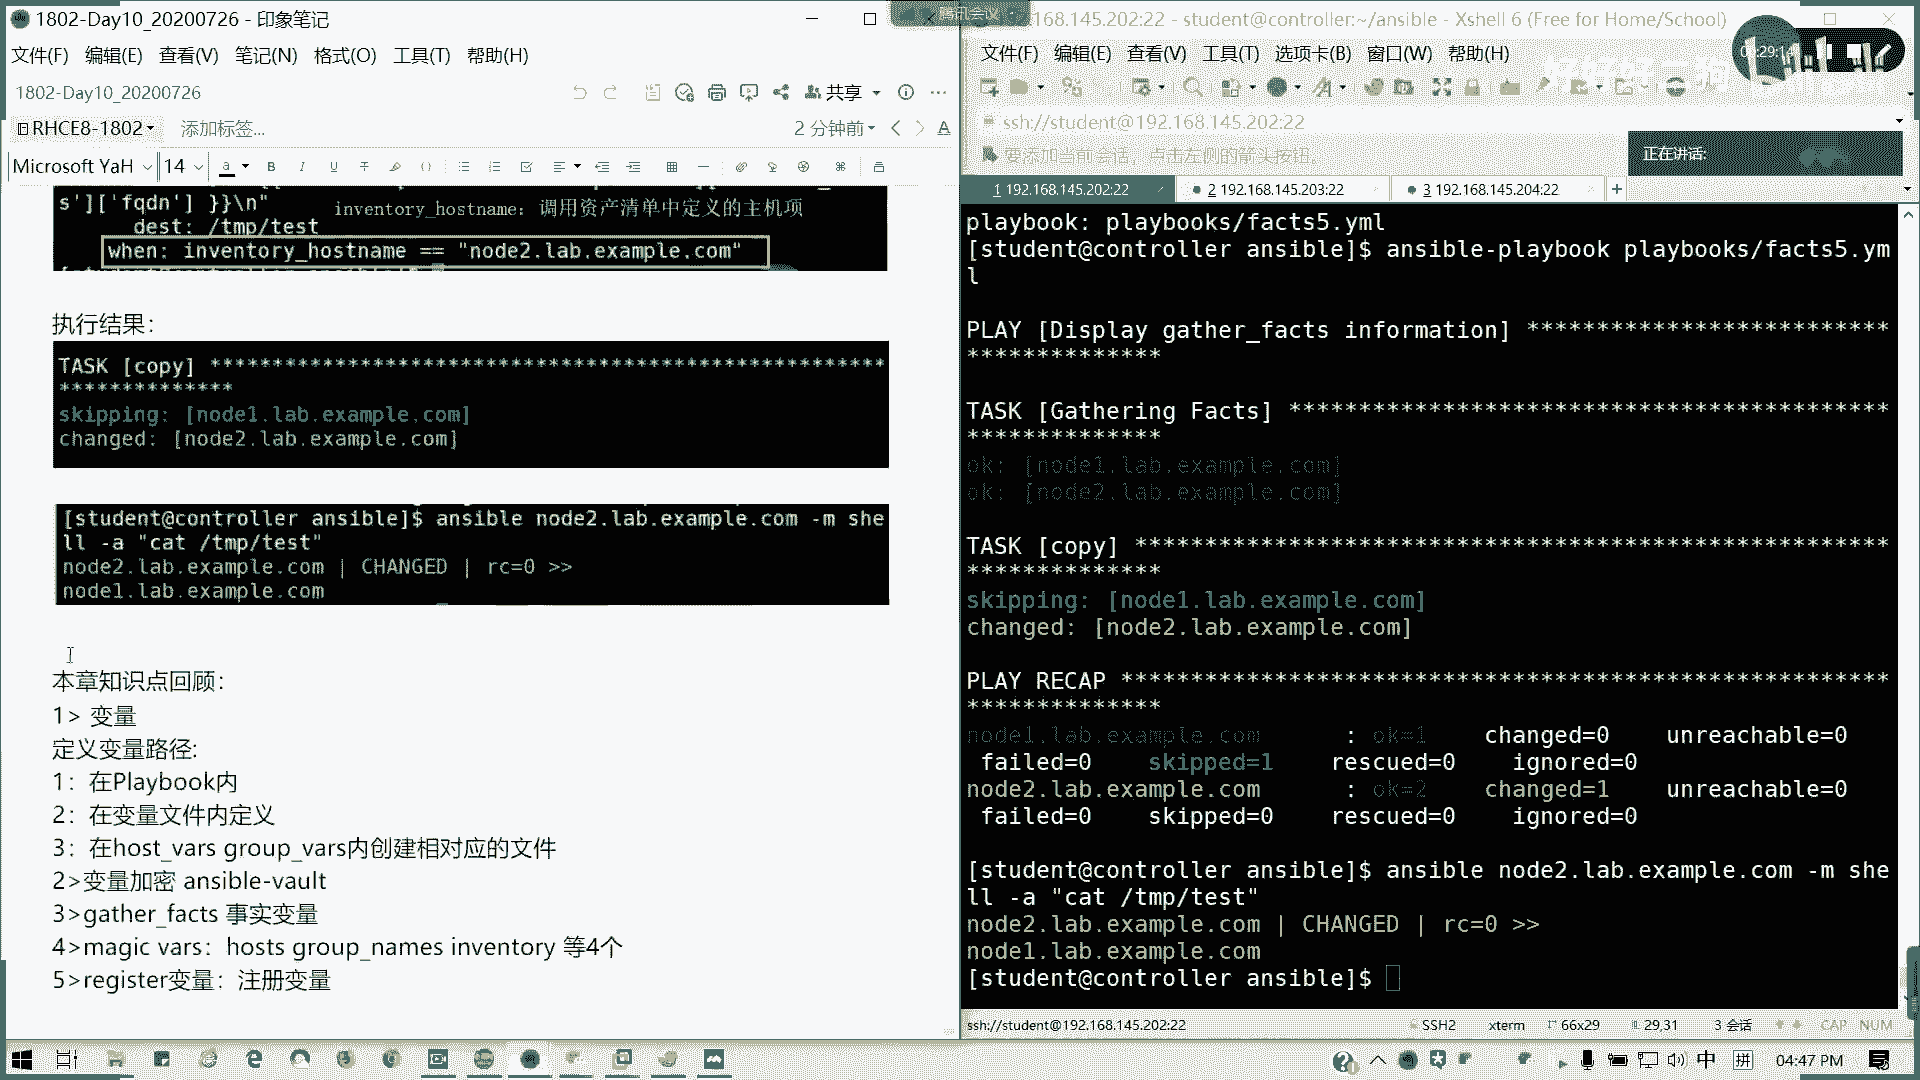 1802-Day10_20200726 - 印象笔记
文件(F) 编辑(E) 查看(V) 笔记(N) 格式(O) 工具(T) 帮助(H)
1802-Day10_20200726
共享
RHCE8-1802
添加标签...
2 分钟前
Microsoft YaH 14
s']['fqdn'] }}\n"
inventory_hostname：调用资产清单中定义的主机项
dest: /tmp/test
when: inventory_hostname == "node2.lab.example.com"
执行结果：
TASK [copy] **********************************************************
**************
skipping: [node1.lab.example.com]
changed: [node2.lab.example.com]
[student@controller ansible]$ ansible node2.lab.example.com -m she
ll -a "cat /tmp/test"
node2.lab.example.com | CHANGED | rc=0 >>
node1.lab.example.com
本章知识点回顾：
1> 变量
定义变量路径:
1：在Playbook内
2：在变量文件内定义
3：在host_vars group_vars内创建相对应的文件
2>变量加密 ansible-vault
3>gather_facts 事实变量
4>magic vars：hosts group_names inventory 等4个
5>register变量：注册变量
腾讯会议
168.145.202:22 - student@controller:~/ansible - Xshell 6 (Free for Home/School)
文件(F) 编辑(E) 查看(V) 工具(T) 选项卡(B) 窗口(W) 帮助(H)
ssh://student@192.168.145.202:22
要添加当前会话，点击左侧的箭头按钮。
正在讲话:
1 192.168.145.202:22
2 192.168.145.203:22
3 192.168.145.204:22
playbook: playbooks/facts5.yml
[student@controller ansible]$ ansible-playbook playbooks/facts5.ym
l
PLAY [Display gather_facts information] **************************
**************
TASK [Gathering Facts] *******************************************
**************
ok: [node1.lab.example.com]
ok: [node2.lab.example.com]
TASK [copy] ******************************************************
**************
skipping: [node1.lab.example.com]
changed: [node2.lab.example.com]
PLAY RECAP *******************************************************
**************
node1.lab.example.com : ok=1 changed=0 unreachable=0
failed=0 skipped=1 rescued=0 ignored=0
node2.lab.example.com : ok=2 changed=1 unreachable=0
failed=0 skipped=0 rescued=0 ignored=0
[student@controller ansible]$ ansible node2.lab.example.com -m she
ll -a "cat /tmp/test"
node2.lab.example.com | CHANGED | rc=0 >>
node1.lab.example.com
[student@controller ansible]$
ssh://student@192.168.145.202:22 SSH2 xterm 66x29 29,31 3 会话 CAP NUM
中 拼 04:47 PM